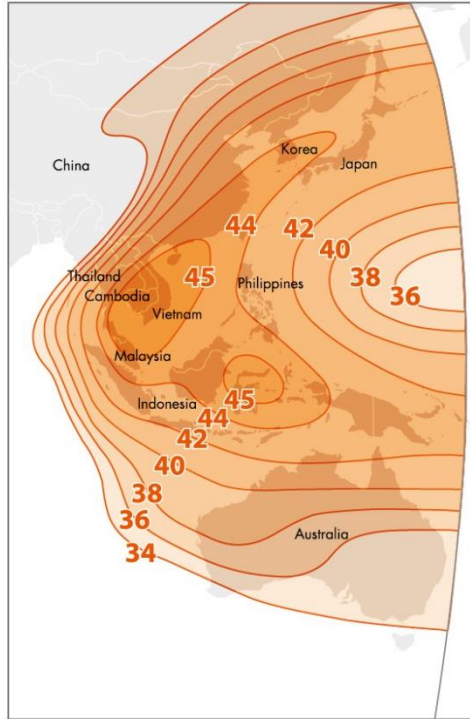 Korea
Japan
China
44
42
40
Thailand
45
Philippines
38
Cambodia
36
Vietnam
Malaysia
45
Indonesia
44
42
40
38
36
Australia
34